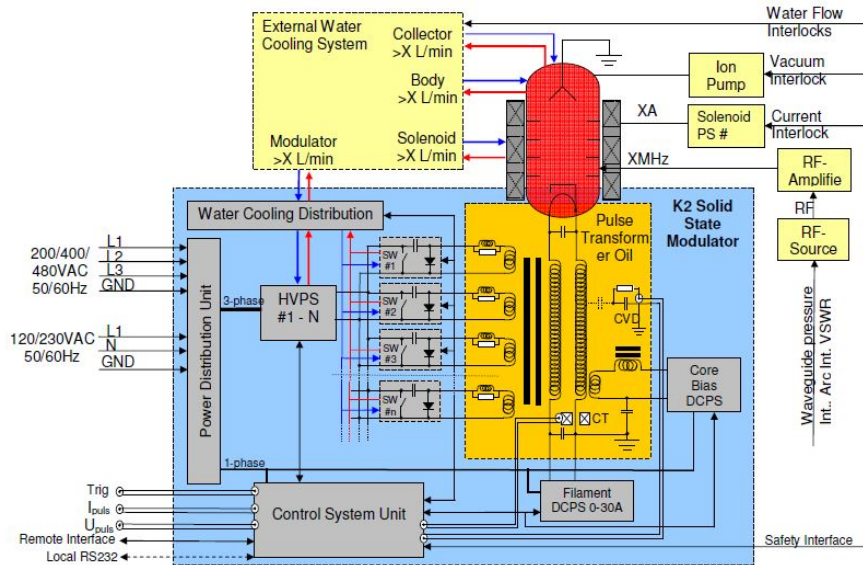 External Water
Cooling System
Collector
>X L/min
Body
>X L/min
Modulator
>X L/min
Solenoid
>X L/min
Water Flow
Interlocks
Ion
Pump
Vacuum
Interlock
XA
Solenoid
PS #
Current
Interlock
XMHz
RF-
Amplifie
RF
RF-
Source
Waveguide pressure
Int.. Arc Int. VSWR
K2 Solid
State
Modulator
Water Cooling Distribution
Pulse
Transform
er Oil
L1
200/400/
L2
480VAC
L3
50/60Hz
GND
120/230VAC
L1
N
50/60Hz
GND
Power Distribution Unit
3-phase
HVPS
#1 - N
SW
#1
SW
#2
SW
#3
SW
#n
CVD
CT
Core
Bias
DCPS
1-phase
Trig
Ipuls
Upuls
Remote Interface
Local RS232
Control System Unit
Filament
DCPS 0-30A
Safety Interface